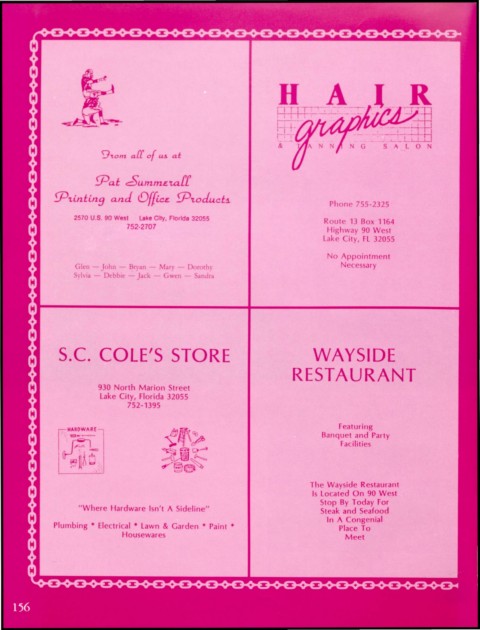 From all of us at
Pat Summerall
Printing and Office Products
2570 U.S. 90 West Lake City, Florida 32055
752-2707
Glen — John — Bryan — Mary — Dorothy
Sylvia — Debbie — Jack — Gwen — Sandra
HAIR
graphics
& TANNING SALON
Phone 755-2325
Route 13 Box 1164
Highway 90 West
Lake City, FL 32055
No Appointment
Necessary
S.C. COLE'S STORE
930 North Marion Street
Lake City, Florida 32055
752-1395
HARDWARE
"Where Hardware Isn't A Sideline"
Plumbing * Electrical * Lawn & Garden * Paint *
Housewares
WAYSIDE
RESTAURANT
Featuring
Banquet and Party
Facilities
The Wayside Restaurant
Is Located On 90 West
Stop By Today For
Steak and Seafood
In A Congenial
Place To
Meet
156